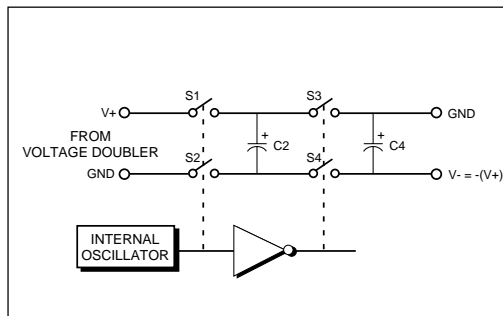 S1
S3
V+
GND
FROM
VOLTAGE DOUBLER
+
C2
+
C4
S2
S4
GND
V- = -(V+)
INTERNAL
OSCILLATOR